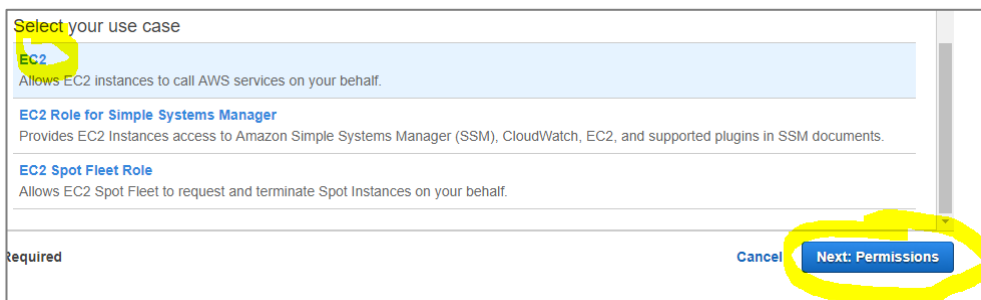 Select your use case
EC2
Allows EC2 instances to call AWS services on your behalf.
EC2 Role for Simple Systems Manager
Provides EC2 Instances access to Amazon Simple Systems Manager (SSM), CloudWatch, EC2, and supported plugins in SSM documents.
EC2 Spot Fleet Role
Allows EC2 Spot Fleet to request and terminate Spot Instances on your behalf.
Required Cancel Next: Permissions